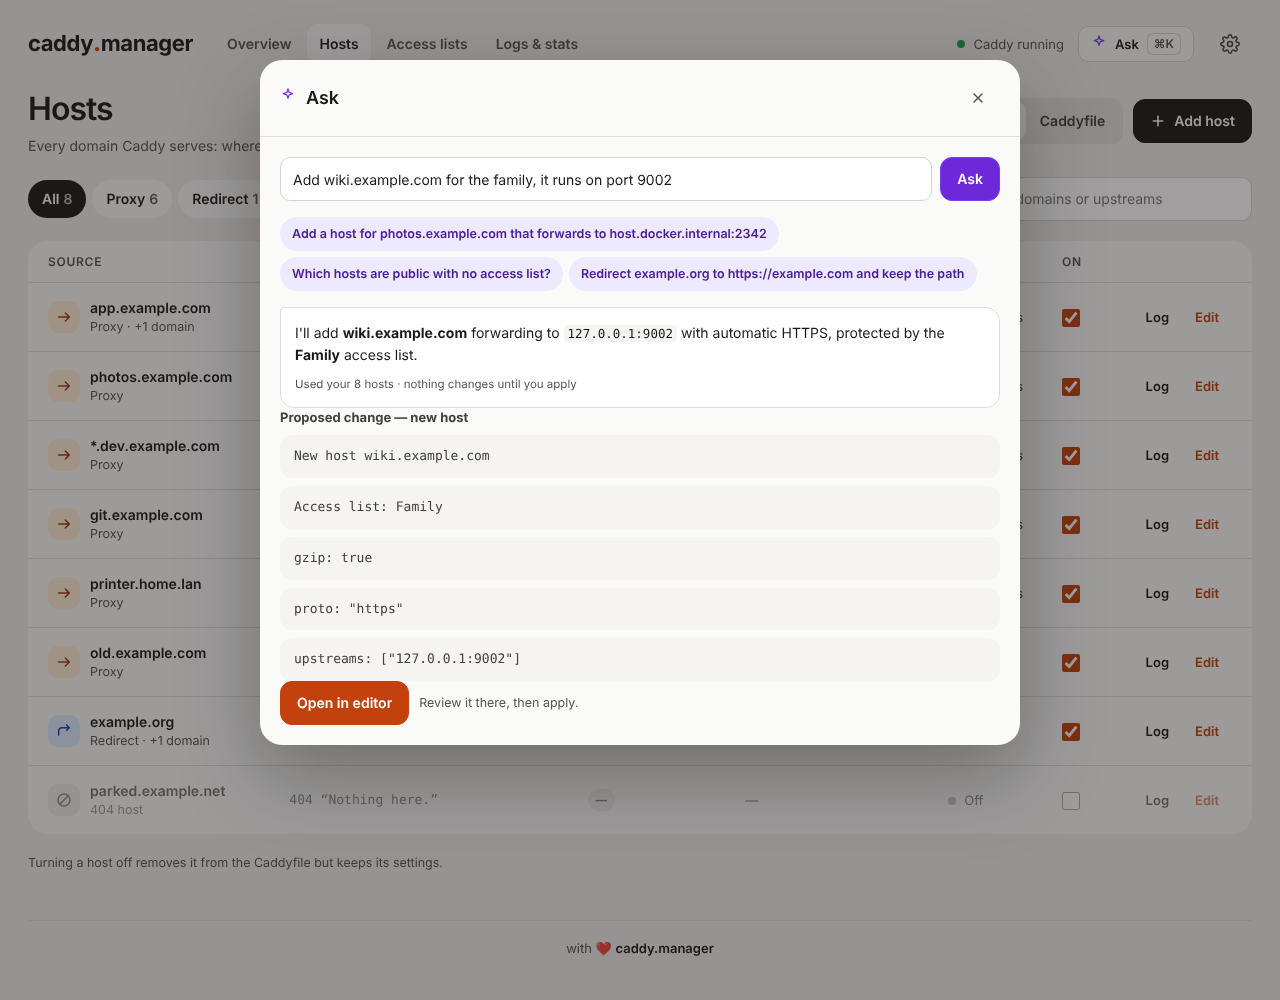 caddy.manager
Overview
Hosts
Access lists
Logs & stats
Caddy running
Ask ⌘K
Hosts
Every domain Caddy serves: where
Caddyfile
+ Add host
All 8
Proxy 6
Redirect 1
domains or upstreams
Ask
Add wiki.example.com for the family, it runs on port 9002
Ask
Add a host for photos.example.com that forwards to host.docker.internal:2342
Which hosts are public with no access list?
Redirect example.org to https://example.com and keep the path
I'll add wiki.example.com forwarding to 127.0.0.1:9002 with automatic HTTPS, protected by the
Family access list.
Used your 8 hosts · nothing changes until you apply
Proposed change — new host
New host wiki.example.com
Access list: Family
gzip: true
proto: "https"
upstreams: ["127.0.0.1:9002"]
Open in editor
Review it there, then apply.
SOURCE
ON
app.example.com
Proxy · +1 domain
Log
Edit
photos.example.com
Proxy
Log
Edit
*.dev.example.com
Proxy
Log
Edit
git.example.com
Proxy
Log
Edit
printer.home.lan
Proxy
Log
Edit
old.example.com
Proxy
Log
Edit
example.org
Redirect · +1 domain
Log
Edit
parked.example.net
404 host
404 “Nothing here.”
—
—
Off
Log
Edit
Turning a host off removes it from the Caddyfile but keeps its settings.
with ❤️ caddy.manager